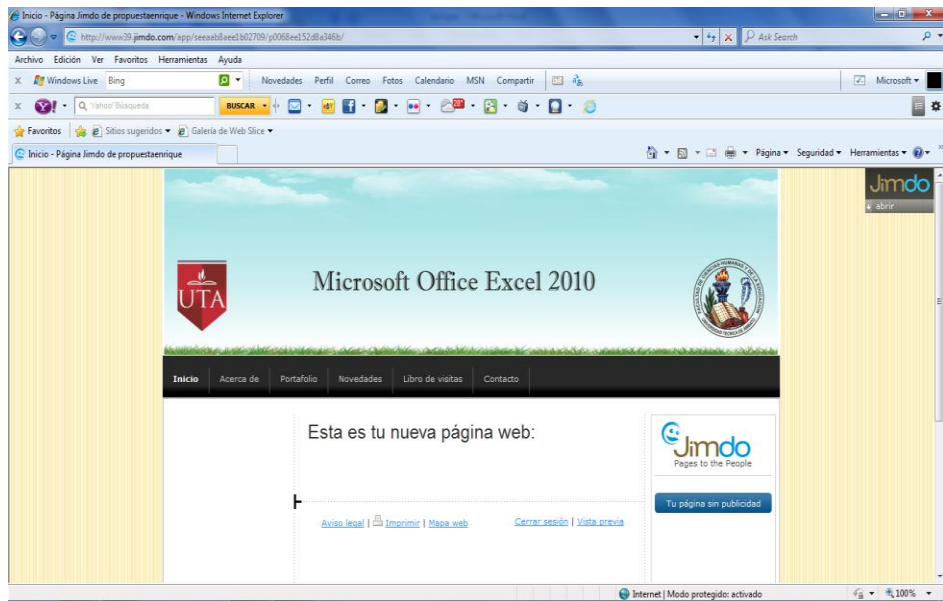 Inicio - Página Jimdo de propuestaenrique - Windows Internet Explorer
http://www39.jimdo.com/app/seeaab8aee1b02709/p0068ee152d8a346b/
Ask Search
Archivo Edición Ver Favoritos Herramientas Ayuda
x Windows Live Bing Novedades Perfil Correo Fotos Calendario MSN Compartir Microsoft
x Yahoo! Búsqueda BUSCAR
Favoritos Sitios sugeridos Galería de Web Slice
Inicio - Página Jimdo de propuestaenrique Página Seguridad Herramientas
Jimdo
abrir
UTA
Microsoft Office Excel 2010
Inicio Acerca de Portafolio Novedades Libro de visitas Contacto
Esta es tu nueva página web:
Jimdo
Pages to the People
Tu página sin publicidad
Aviso legal | Imprimir | Mapa web Cerrar sesión | Vista previa
Internet | Modo protegido: activado 100%